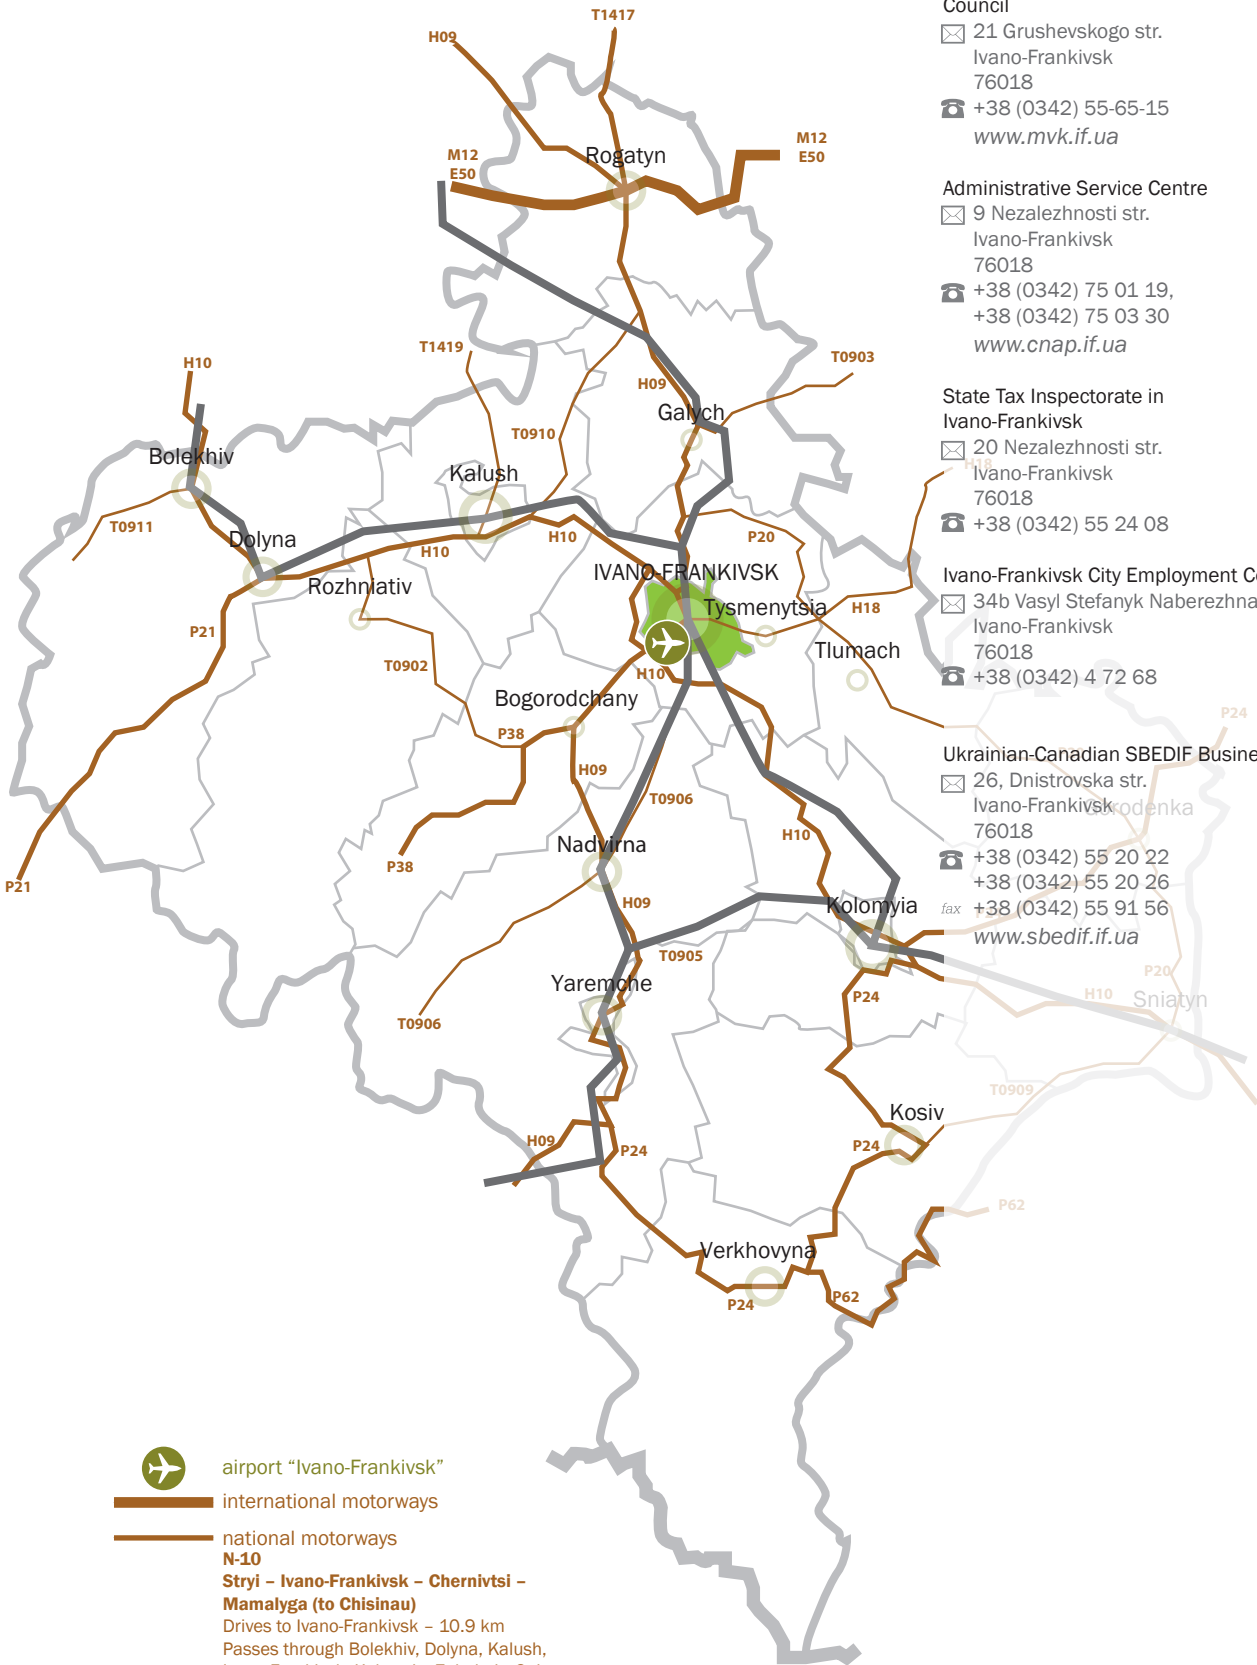 T1417
H09
M12
E50
Rogatyn
M12
E50
T1419
H10
H09
T0903
Galych
T0910
Bolekhiv
Kalush
H18
T0911
Dolyna
H10
H10
P20
IVANO-FRANKIVSK
Rozhniativ
Tysmenytsia
H18
P21
Tlumach
T0902
H10
Bogorodchany
P24
P38
H09
T0906
Gorodenka
H10
Nadvirna
P38
P21
H09
Kolomyia
T0905
P20
Yaremche
P24
H10
Sniatyn
T0906
T0909
Kosiv
H09
P24
P24
P62
Verkhovyna
P24
P62
Council
21 Grushevskogo str.
Ivano-Frankivsk
76018
+38 (0342) 55-65-15
www.mvk.if.ua
Administrative Service Centre
9 Nezalezhnosti str.
Ivano-Frankivsk
76018
+38 (0342) 75 01 19,
+38 (0342) 75 03 30
www.cnap.if.ua
State Tax Inspectorate in
Ivano-Frankivsk
20 Nezalezhnosti str.
Ivano-Frankivsk
76018
+38 (0342) 55 24 08
Ivano-Frankivsk City Employment Ce
34b Vasyl Stefanyk Naberezhna
Ivano-Frankivsk
76018
+38 (0342) 4 72 68
Ukrainian-Canadian SBEDIF Busine
26, Dnistrovska str.
Ivano-Frankivsk
76018
+38 (0342) 55 20 22
+38 (0342) 55 20 26
fax +38 (0342) 55 91 56
www.sbedif.if.ua
airport “Ivano-Frankivsk”
international motorways
national motorways
N-10
Stryi – Ivano-Frankivsk – Chernivtsi –
Mamalyga (to Chisinau)
Drives to Ivano-Frankivsk – 10.9 km
Passes through Bolekhiv, Dolyna, Kalush,